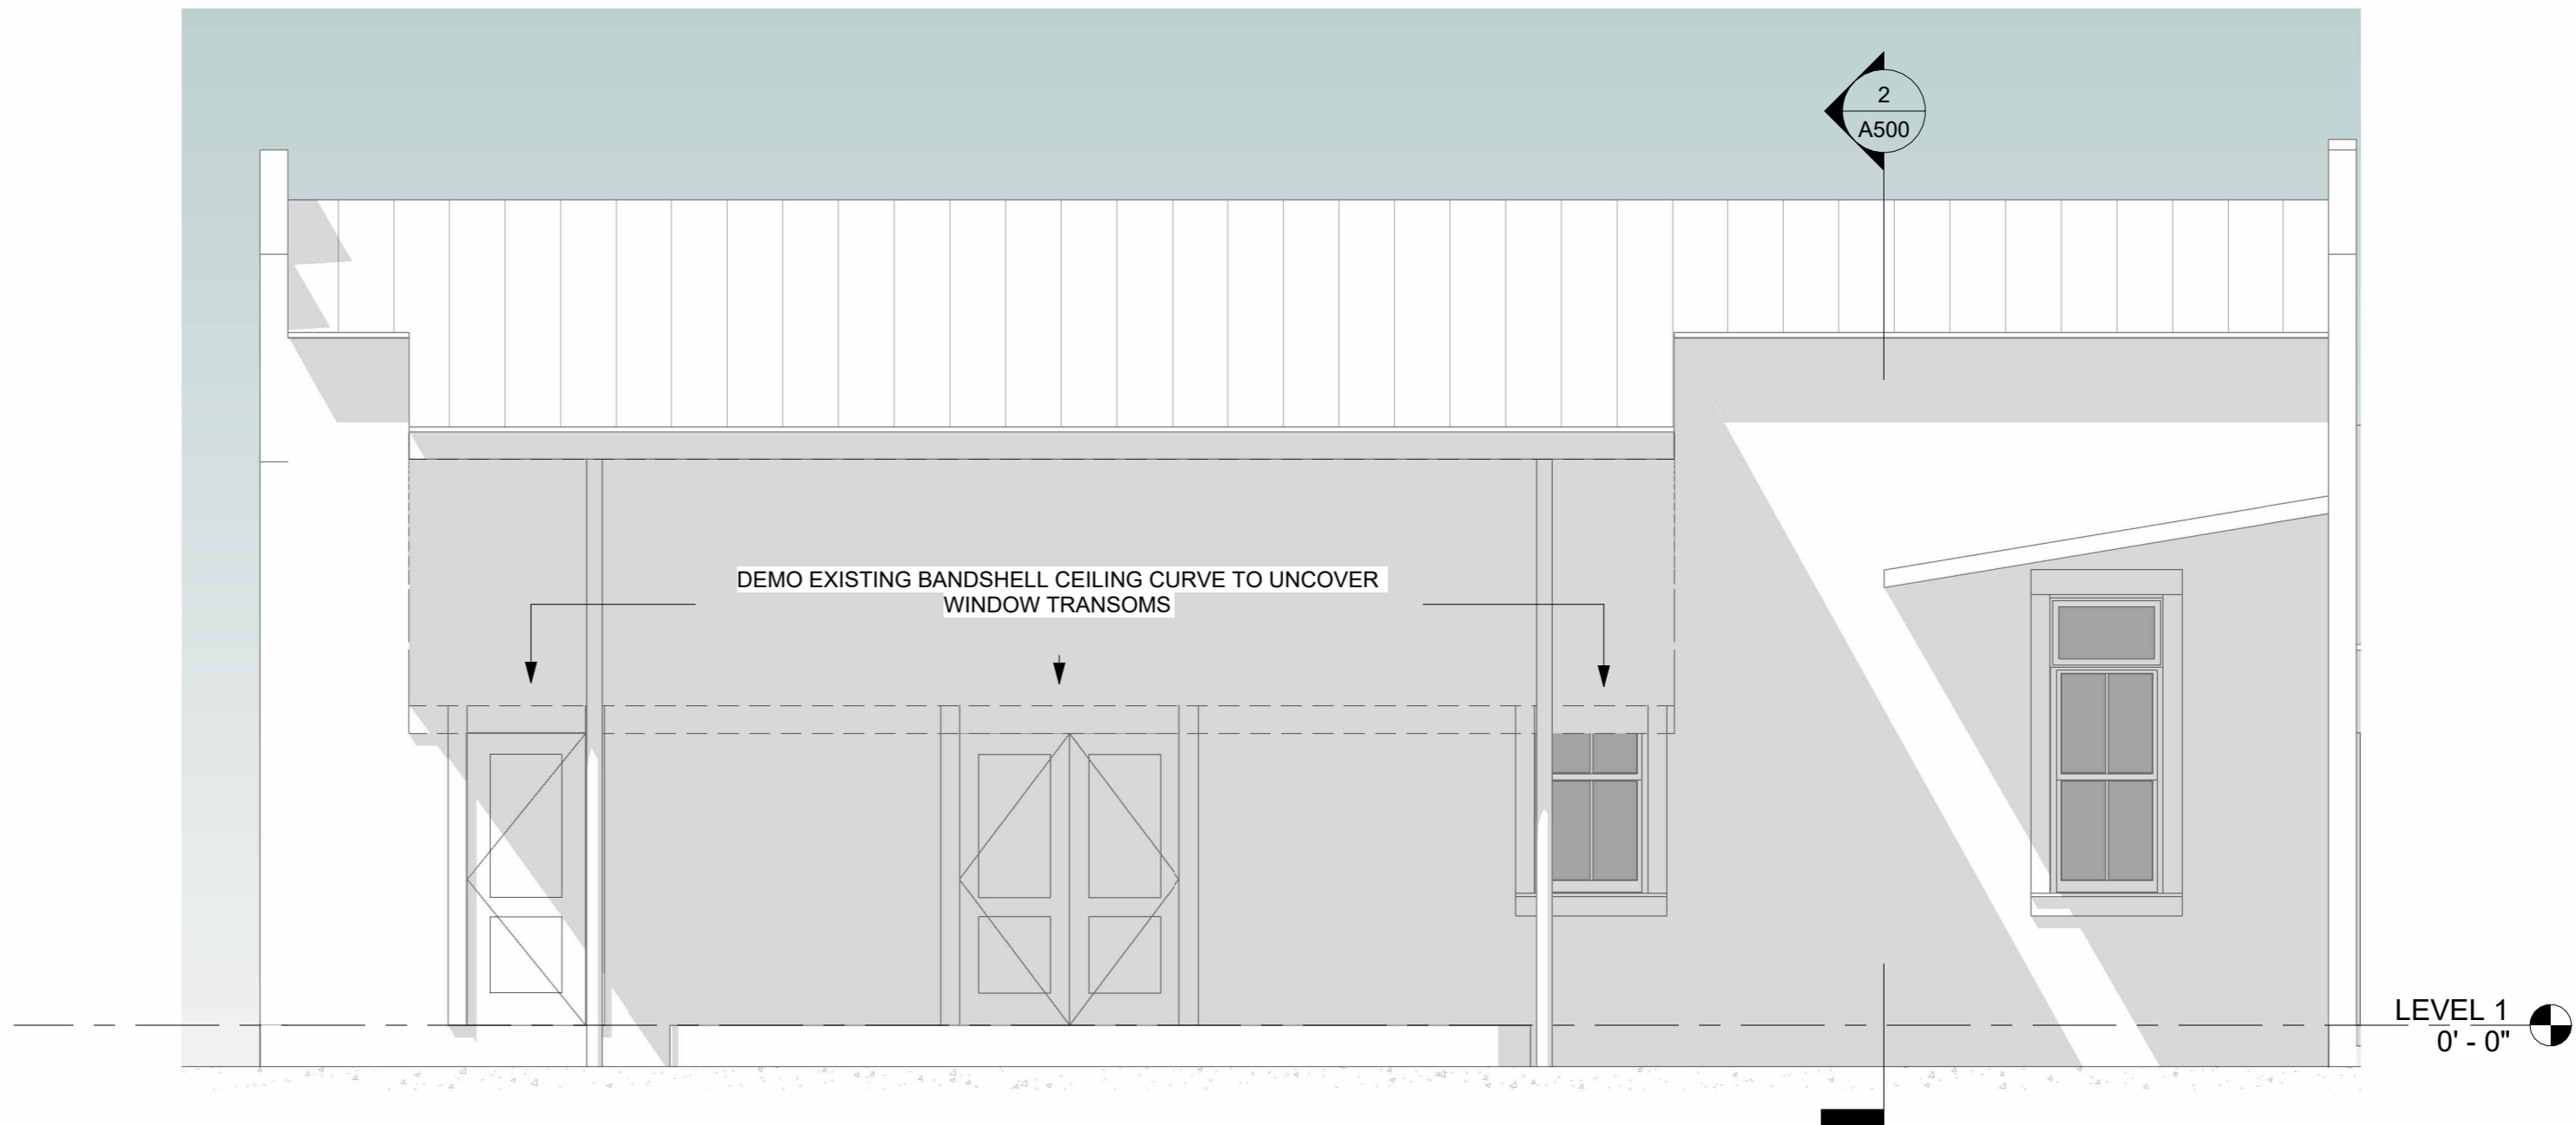 2
A500
DEMO EXISTING BANDSHELL CEILING CURVE TO UNCOVER
WINDOW TRANSOMS
LEVEL 1
0' - 0"